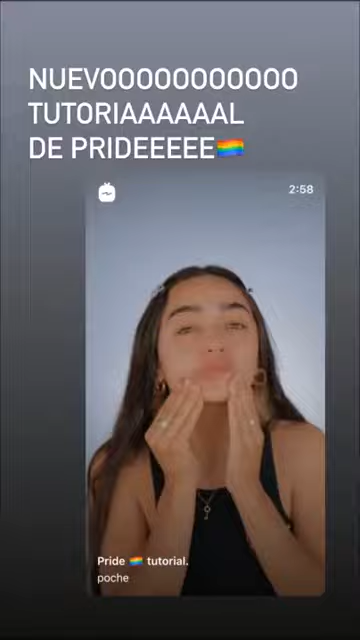 NUEVOOOOOOOOOOO
TUTORIAAAAAAL
DE PRIDEEEEE🏳️‍🌈
2:58
Pride 🏳️‍🌈 tutorial.
poche